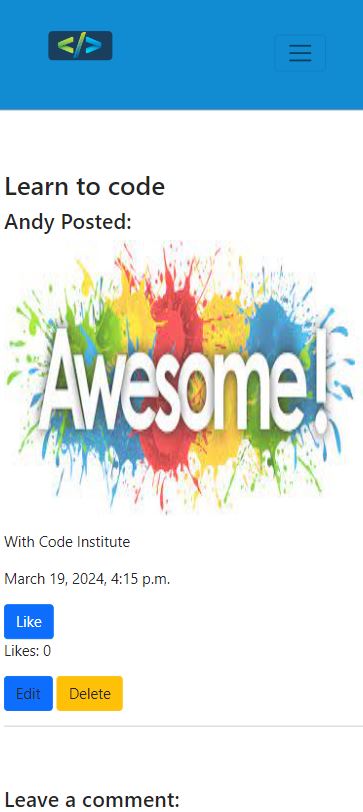 </>
Learn to code
Andy Posted:
Awesome!
With Code Institute
March 19, 2024, 4:15 p.m.
Like
Likes: 0
Edit Delete
Leave a comment: